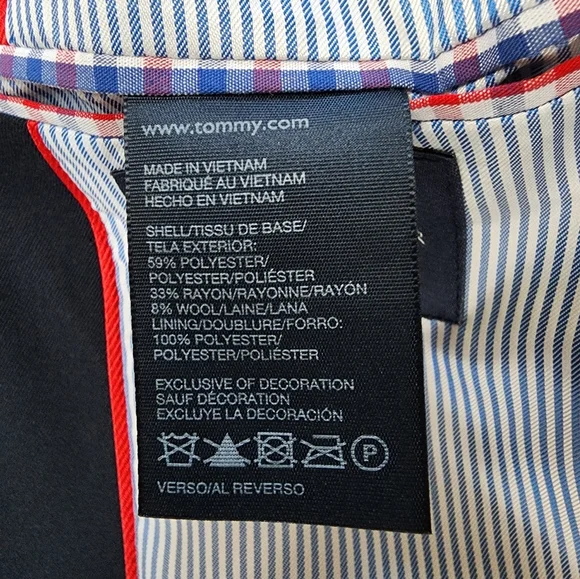 www.tommy.com
MADE IN VIETNAM
FABRIQUÉ AU VIETNAM
HECHO EN VIETNAM
SHELL/TISSU DE BASE/
TELA EXTERIOR:
59% POLYESTER/
POLYESTER/POLIÉSTER
33% RAYON/RAYONNE/RAYÓN
8% WOOL/LAINE/LANA
LINING/DOUBLURE/FORRO:
100% POLYESTER/
POLYESTER/POLIÉSTER
EXCLUSIVE OF DECORATION
SAUF DÉCORATION
EXCLUYE LA DECORACIÓN
P
VERSO/AL REVERSO